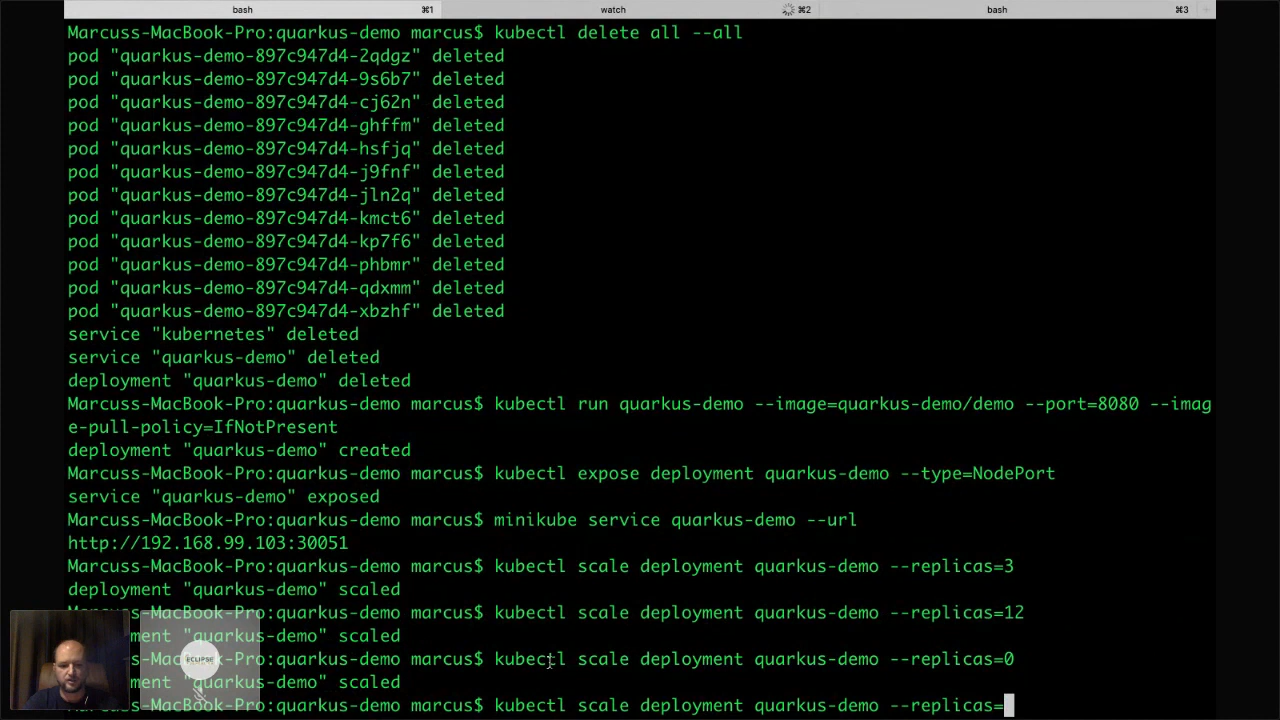 bash ⌘1 watch ⌘2 bash ⌘3
Marcuss-MacBook-Pro:quarkus-demo marcus$ kubectl delete all --all
pod "quarkus-demo-897c947d4-2qdgz" deleted
pod "quarkus-demo-897c947d4-9s6b7" deleted
pod "quarkus-demo-897c947d4-cj62n" deleted
pod "quarkus-demo-897c947d4-ghffm" deleted
pod "quarkus-demo-897c947d4-hsfjq" deleted
pod "quarkus-demo-897c947d4-j9fnf" deleted
pod "quarkus-demo-897c947d4-jln2q" deleted
pod "quarkus-demo-897c947d4-kmct6" deleted
pod "quarkus-demo-897c947d4-kp7f6" deleted
pod "quarkus-demo-897c947d4-phbmr" deleted
pod "quarkus-demo-897c947d4-qdxmm" deleted
pod "quarkus-demo-897c947d4-xbzhf" deleted
service "kubernetes" deleted
service "quarkus-demo" deleted
deployment "quarkus-demo" deleted
Marcuss-MacBook-Pro:quarkus-demo marcus$ kubectl run quarkus-demo --image=quarkus-demo/demo --port=8080 --imag
e-pull-policy=IfNotPresent
deployment "quarkus-demo" created
Marcuss-MacBook-Pro:quarkus-demo marcus$ kubectl expose deployment quarkus-demo --type=NodePort
service "quarkus-demo" exposed
Marcuss-MacBook-Pro:quarkus-demo marcus$ minikube service quarkus-demo --url
http://192.168.99.103:30051
Marcuss-MacBook-Pro:quarkus-demo marcus$ kubectl scale deployment quarkus-demo --replicas=3
deployment "quarkus-demo" scaled
Marcuss-MacBook-Pro:quarkus-demo marcus$ kubectl scale deployment quarkus-demo --replicas=12
ment "quarkus-demo" scaled
s-MacBook-Pro:quarkus-demo marcus$ kubectl scale deployment quarkus-demo --replicas=0
ment "quarkus-demo" scaled
s-MacBook-Pro:quarkus-demo marcus$ kubectl scale deployment quarkus-demo --replicas=
ECLIPSE